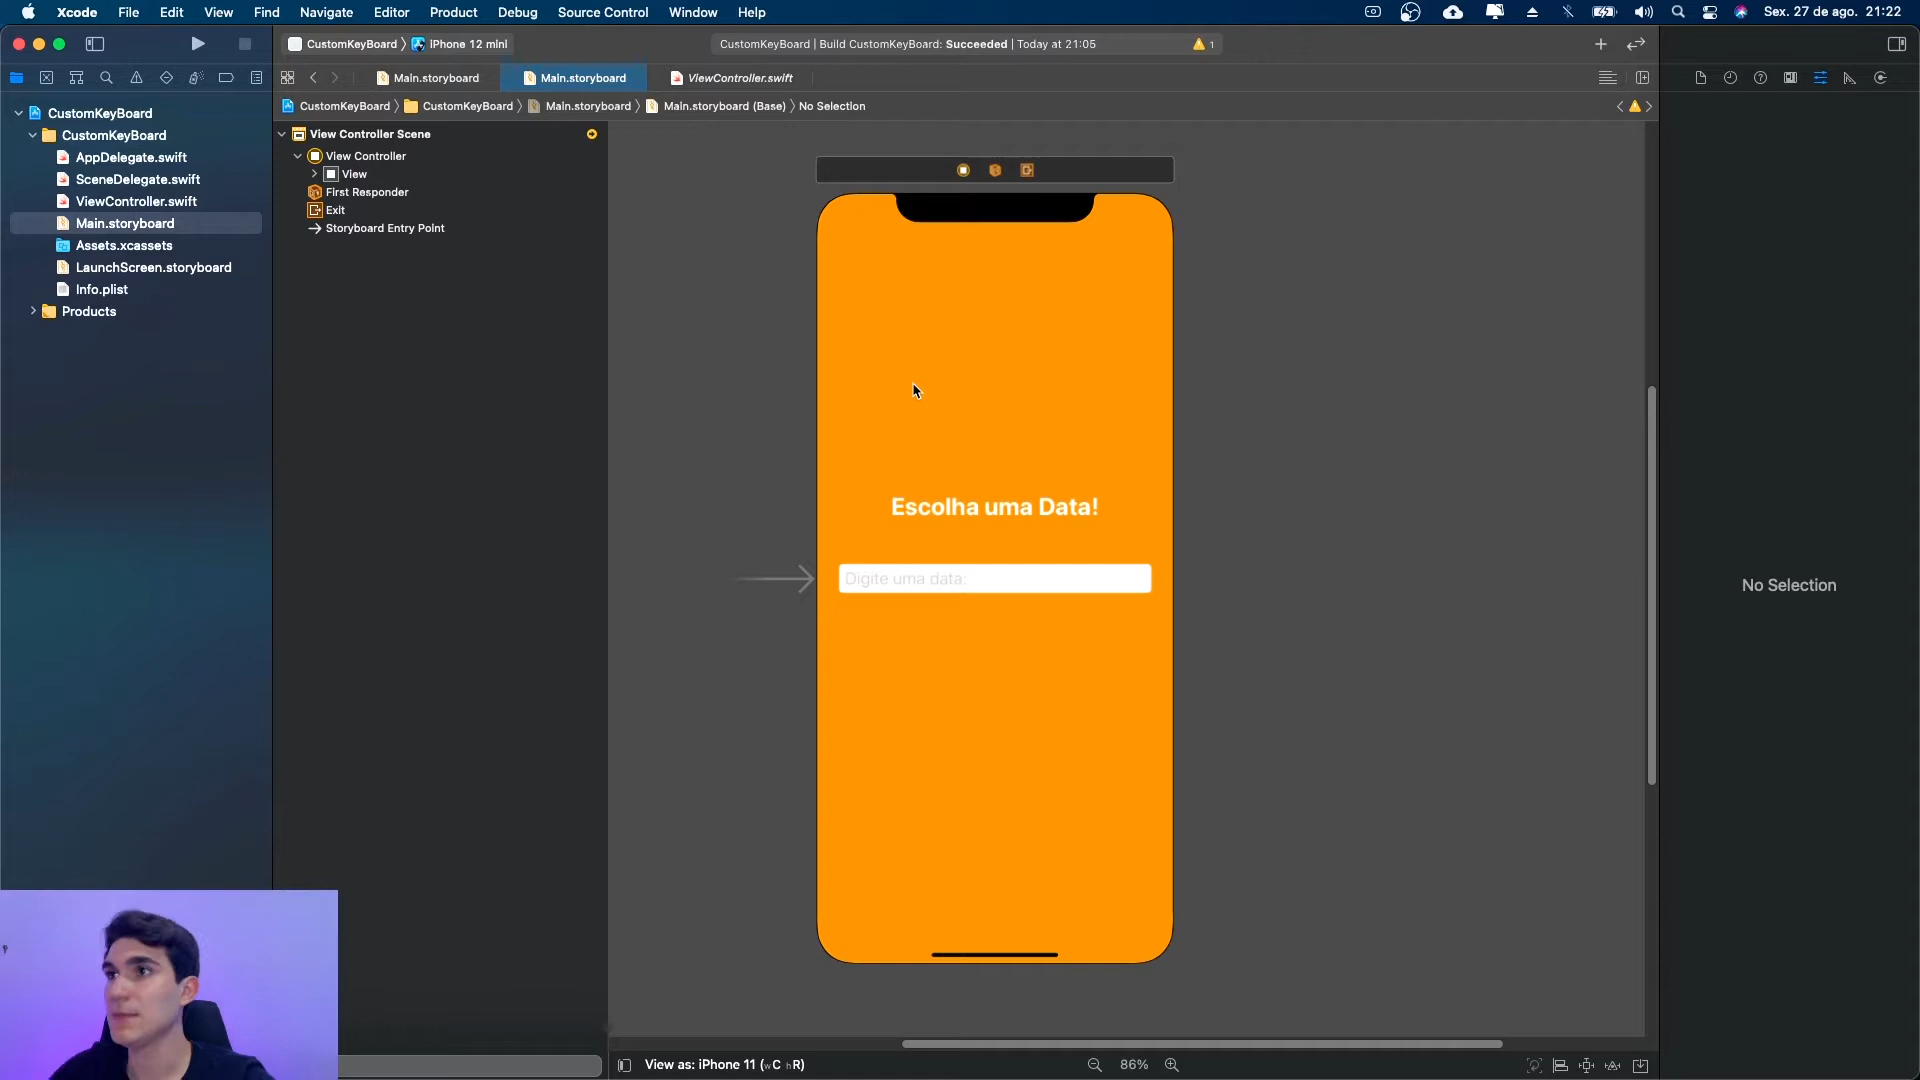 Xcode File Edit View Find Navigate Editor Product Debug Source Control Window Help Sex. 27 de ago. 21:22
CustomKeyBoard iPhone 12 mini CustomKeyBoard | Build CustomKeyBoard: Succeeded | Today at 21:05 1
Main.storyboard Main.storyboard ViewController.swift
CustomKeyBoard CustomKeyBoard Main.storyboard Main.storyboard (Base) No Selection
CustomKeyBoard
CustomKeyBoard
AppDelegate.swift
SceneDelegate.swift
ViewController.swift
Main.storyboard
Assets.xcassets
LaunchScreen.storyboard
Info.plist
Products
View Controller Scene
View Controller
View
First Responder
Exit
Storyboard Entry Point
Escolha uma Data!
Digite uma data:
No Selection
View as: iPhone 11 (wC hR) 86%